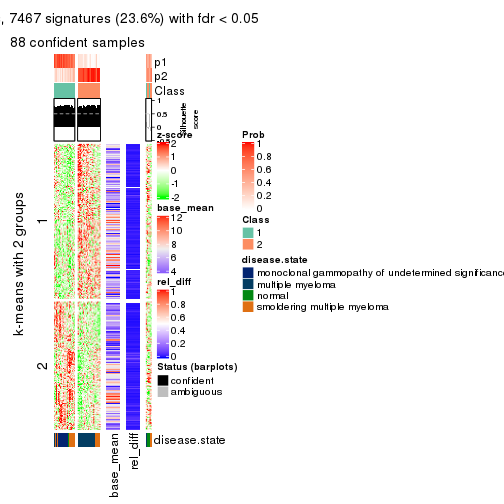 , 7467 signatures (23.6%) with fdr < 0.05
88 confident samples
p1
p2
Class
1
0.5
0
Silhouette
score
k-means with 2 groups
1
2
z-score
2
1
0
-1
-2
base_mean
12
10
8
6
4
rel_diff
1
0.8
0.6
0.4
0.2
0
Status (barplots)
confident
ambiguous
Prob
1
0.8
0.6
0.4
0.2
0
Class
1
2
disease.state
monoclonal gammopathy of undetermined significance
multiple myeloma
normal
smoldering multiple myeloma
disease.state
base_mean
rel_diff